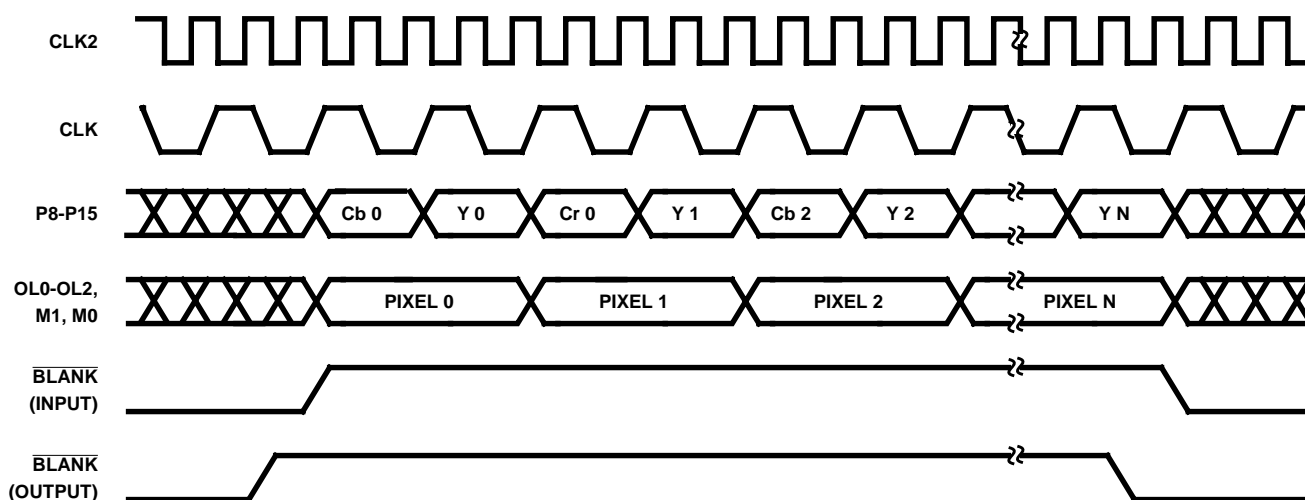 CLK2
CLK
P8-P15
Cb 0
Y 0
Cr 0
Y 1
Cb 2
Y 2
Y N
OL0-OL2,
M1, M0
PIXEL 0
PIXEL 1
PIXEL 2
PIXEL N
BLANK
(INPUT)
BLANK
(OUTPUT)